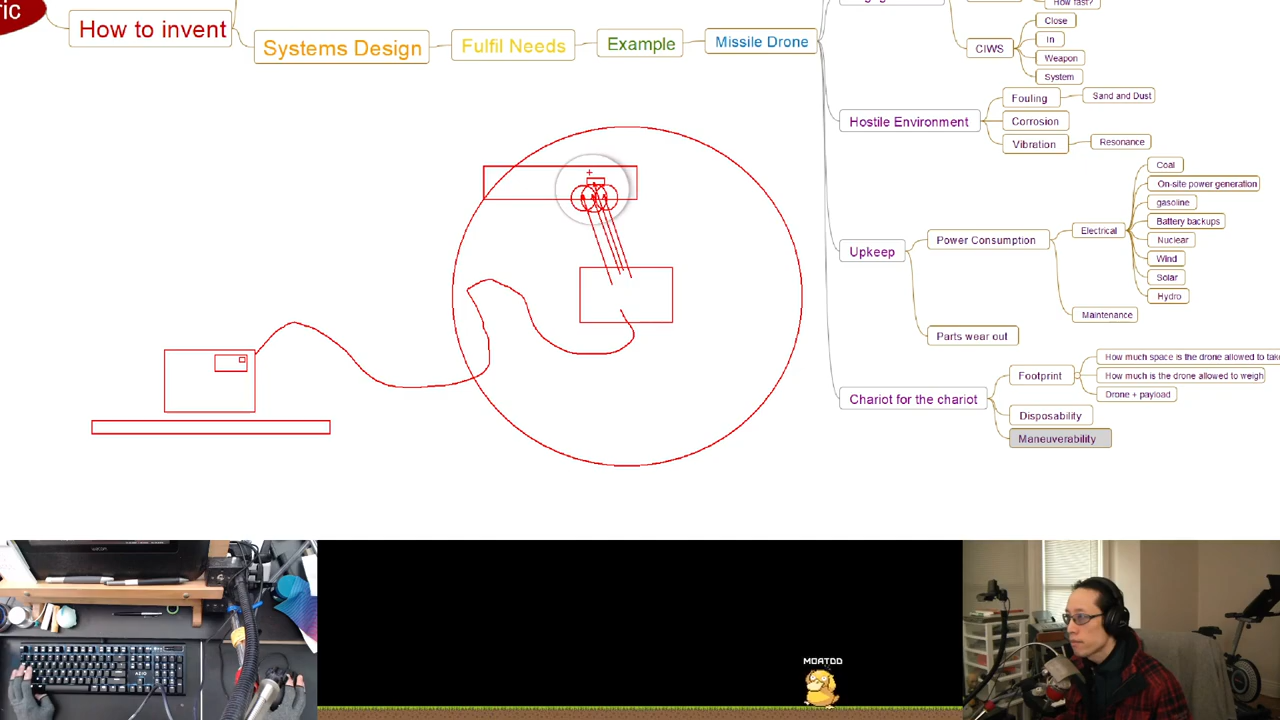 ric
How to invent
Systems Design
Fulfil Needs
Example
Missile Drone
How fast?
CIWS
Close
In
Weapon
System
Hostile Environment
Fouling
Sand and Dust
Corrosion
Vibration
Resonance
Upkeep
Power Consumption
Electrical
Coal
On-site power generation
gasoline
Battery backups
Nuclear
Wind
Solar
Hydro
Maintenance
Parts wear out
Chariot for the chariot
Footprint
How much space is the drone allowed to take
How much is the drone allowed to weigh
Drone + payload
Disposability
Maneuverability
MOATOD